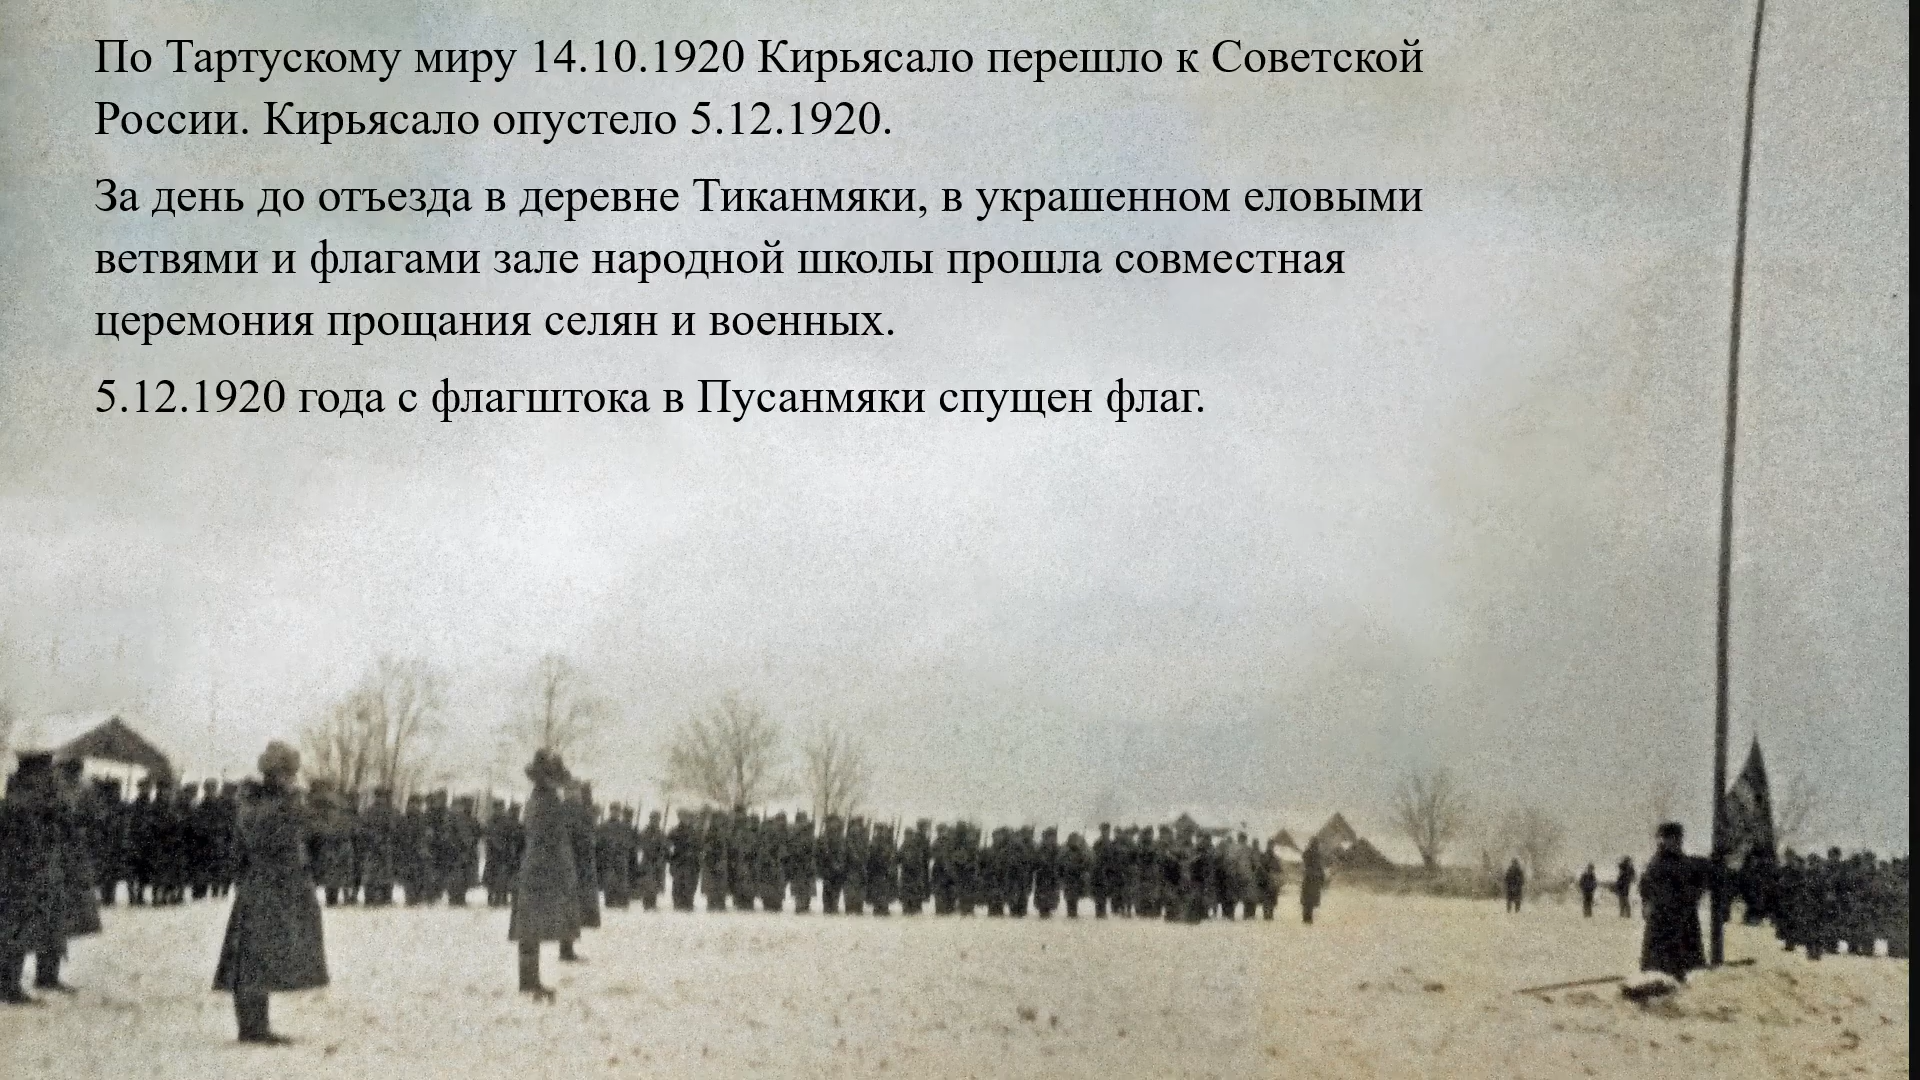 По Тартускому миру 14.10.1920 Кирьясало перешло к Советской
России. Кирьясало опустело 5.12.1920.
За день до отъезда в деревне Тиканмяки, в украшенном еловыми
ветвями и флагами зале народной школы прошла совместная
церемония прощания селян и военных.
5.12.1920 года с флагштока в Пусанмяки спущен флаг.